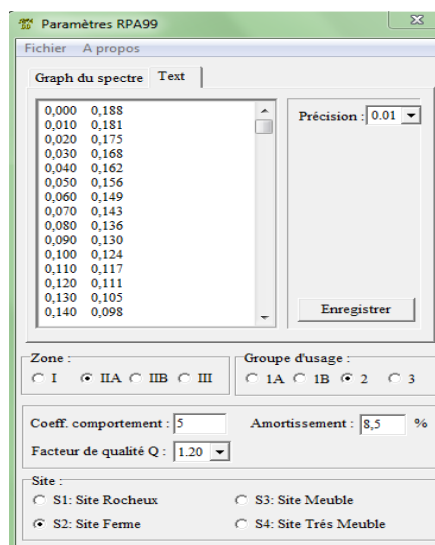 Paramètres RPA99
Fichier A propos
Graph du spectre Text
0,000 0,188
0,010 0,181
0,020 0,175
0,030 0,168
0,040 0,162
0,050 0,156
0,060 0,149
0,070 0,143
0,080 0,136
0,090 0,130
0,100 0,124
0,110 0,117
0,120 0,111
0,130 0,105
0,140 0,098
Précision : 0.01
Enregistrer
Zone :
I IIA IIB III
Groupe d'usage :
1A 1B 2 3
Coeff. comportement : 5 Amortissement : 8,5 %
Facteur de qualité Q : 1.20
Site :
S1: Site Rocheux S3: Site Meuble
S2: Site Ferme S4: Site Trés Meuble